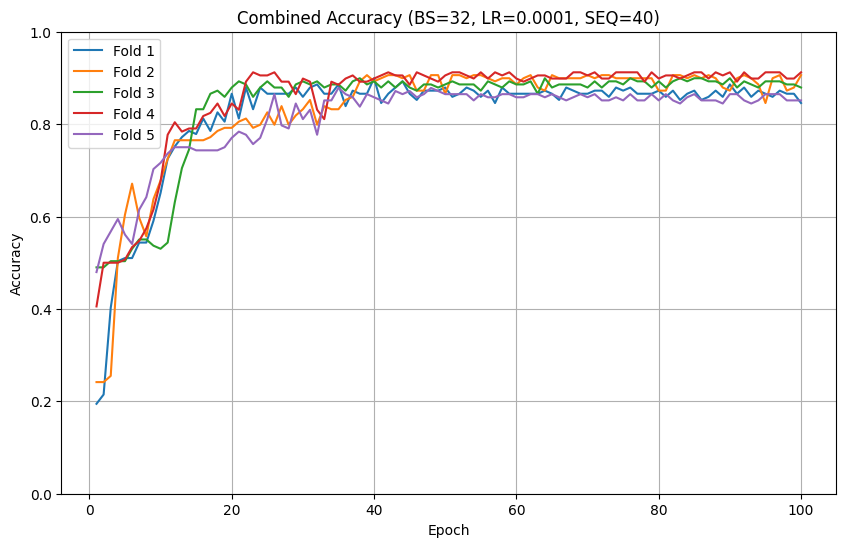 Combined Accuracy (BS=32, LR=0.0001, SEQ=40)
Fold 1
Fold 2
Fold 3
Fold 4
Fold 5
1.0
0.8
0.6
0.4
0.2
0.0
Accuracy
0 20 40 60 80 100
Epoch